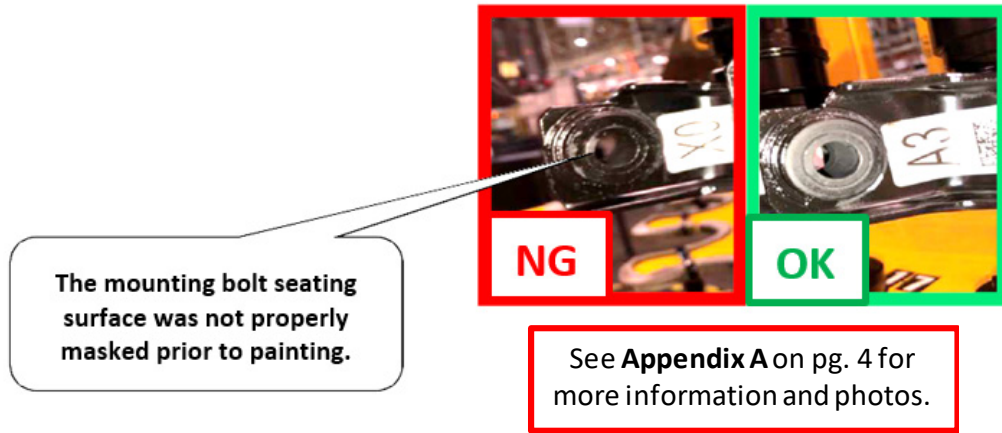 XO
A3
NG
OK
The mounting bolt seating
surface was not properly
masked prior to painting.
See Appendix A on pg. 4 for
more information and photos.